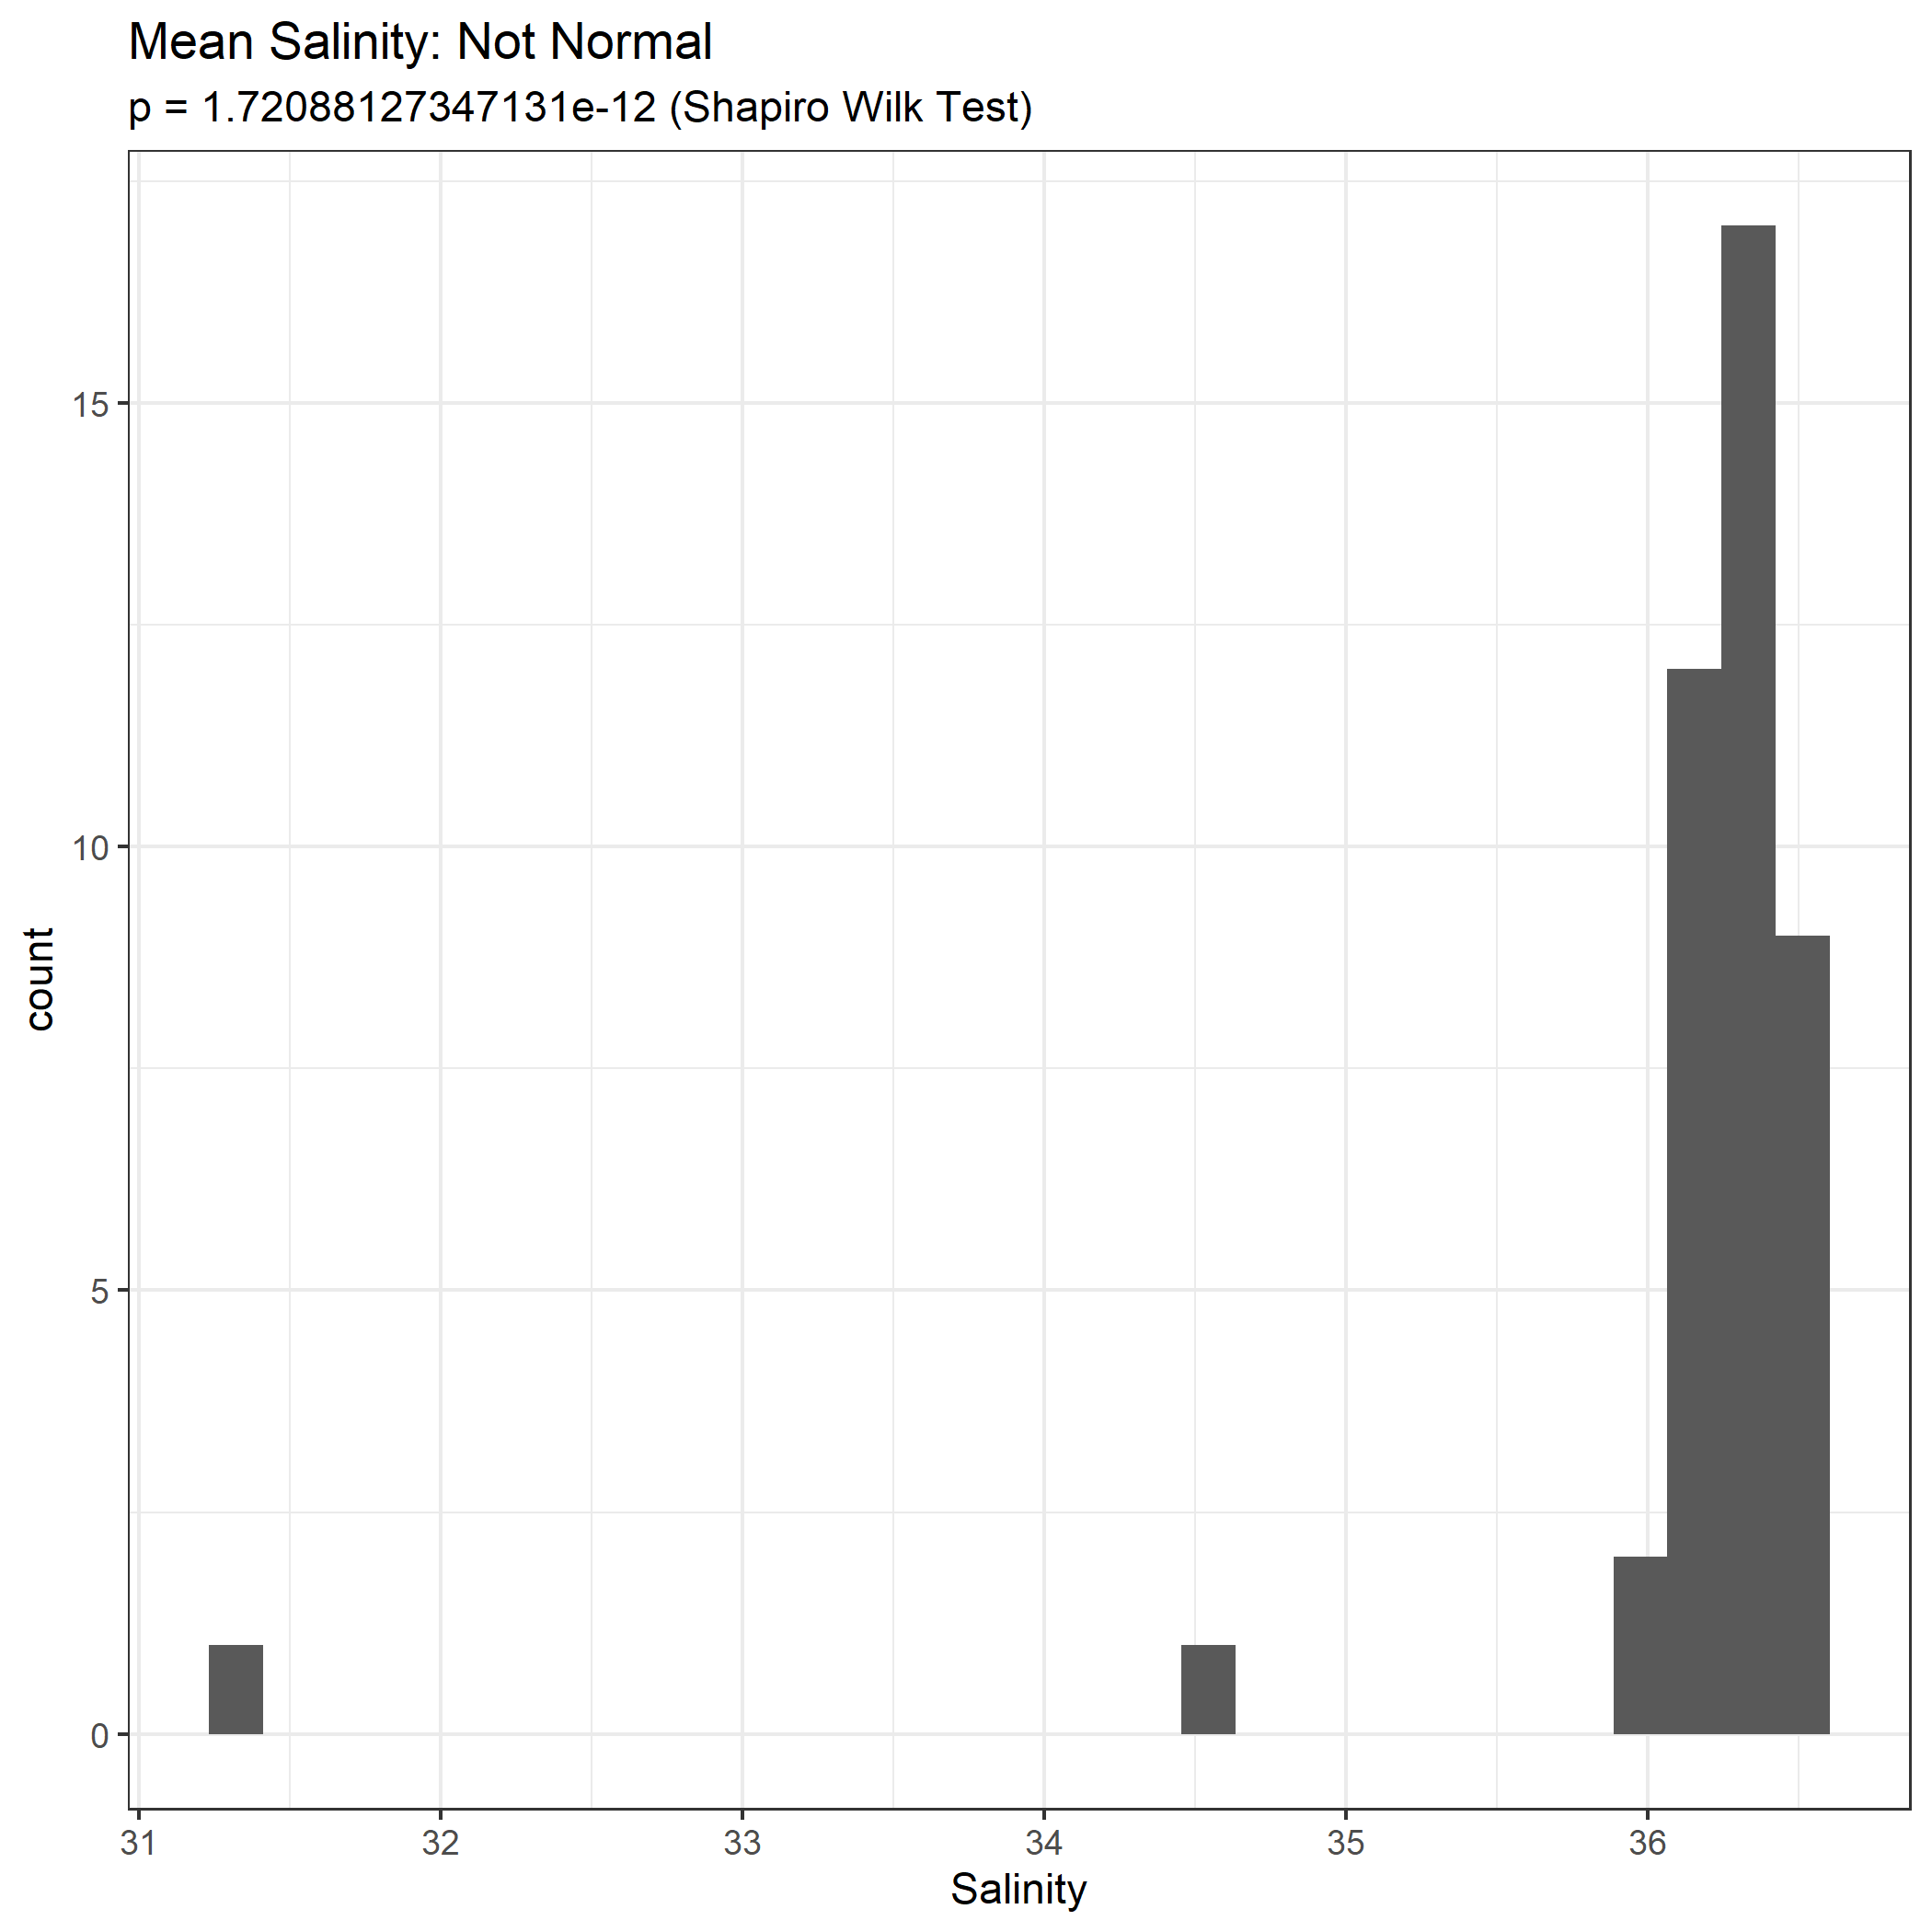 Mean Salinity: Not Normal
p = 1.72088127347131e-12 (Shapiro Wilk Test)
15
10
5
0
count
31 32 33 34 35 36
Salinity